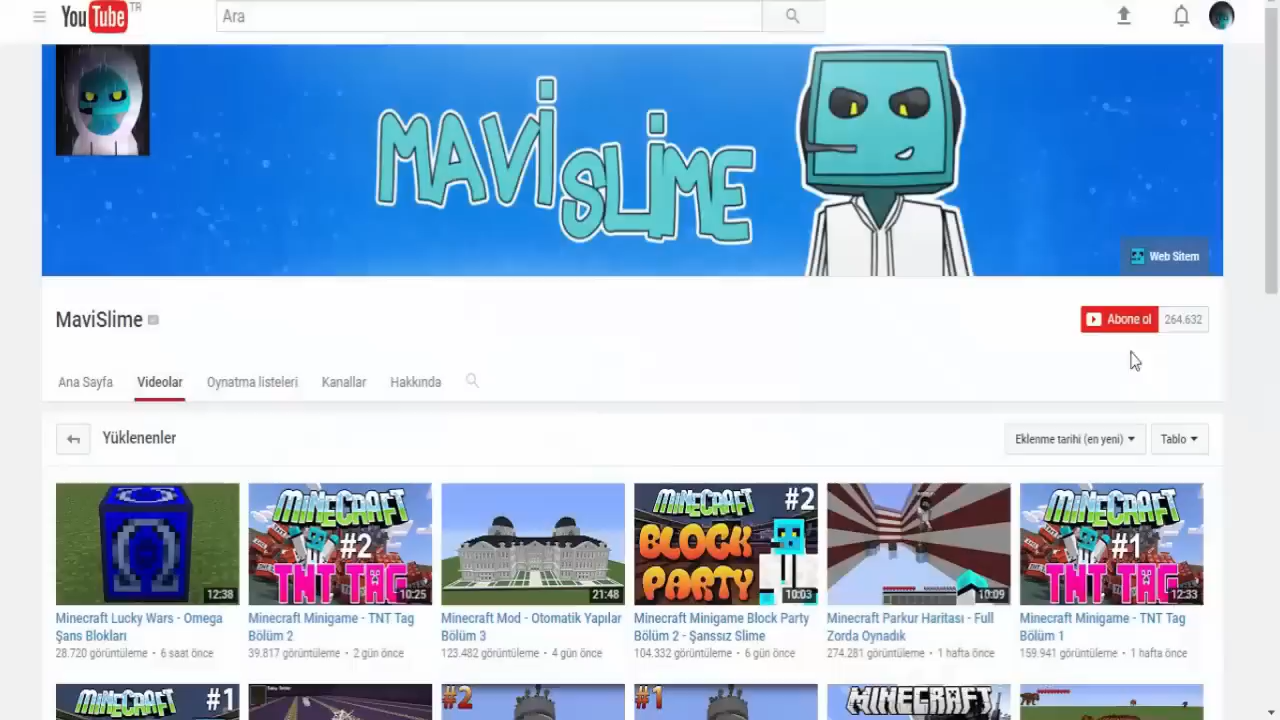 You Tube TR
Ara
MAVİ SLİME
Web Sitem
MaviSlime
Abone ol 264.632
Ana Sayfa Videolar Oynatma listeleri Kanallar Hakkında
Yüklenenler
Eklenme tarihi (en yeni) Tablo
12:38
MINECRAFT #2 TNT TAG 10:25
21:48
MINECRAFT #2 BLOCK PARTY 10:03
10:09
MINECRAFT #1 TNT TAG 12:33
Minecraft Lucky Wars - Omega
Şans Blokları
28.720 görüntüleme • 6 saat önce
Minecraft Minigame - TNT Tag
Bölüm 2
39.817 görüntüleme • 2 gün önce
Minecraft Mod - Otomatik Yapılar
Bölüm 3
123.482 görüntüleme • 4 gün önce
Minecraft Minigame Block Party
Bölüm 2 - Şanssız Slime
104.332 görüntüleme • 6 gün önce
Minecraft Parkur Haritası - Full
Zorda Oynadık
274.281 görüntüleme • 1 hafta önce
Minecraft Minigame - TNT Tag
Bölüm 1
159.941 görüntüleme • 1 hafta önce
MINECRAFT #1
#2
#1
MINECRAFT